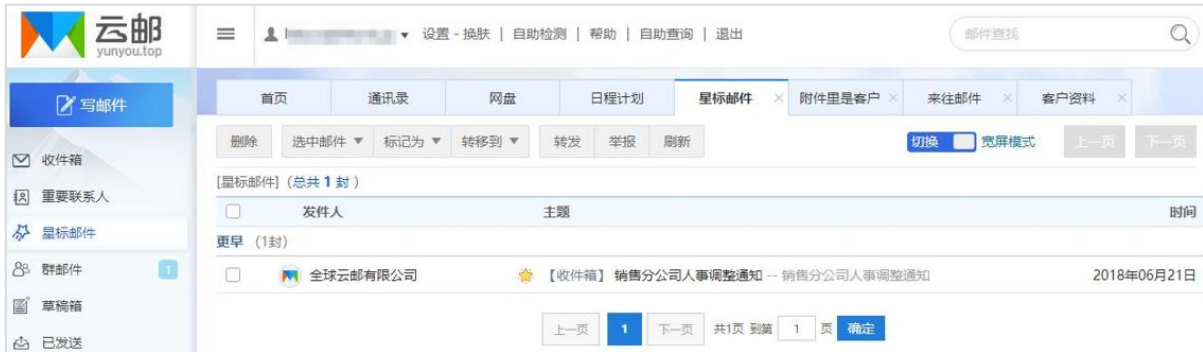 云邮
yunyou.top
设置 - 换肤 | 自助检测 | 帮助 | 自助查询 | 退出
邮件查找
写邮件
首页 通讯录 网盘 日程计划 星标邮件 × 附件里是客户 × 来往邮件 × 客户资料 ×
删除 选中邮件 ▼ 标记为 ▼ 转移到 ▼ 转发 举报 刷新 切换 宽屏模式 上一页 下一页
收件箱
重要联系人
星标邮件
群邮件 1
草稿箱
已发送
[星标邮件]（总共 1 封）
发件人 主题 时间
更早 （1封）
全球云邮有限公司 【收件箱】销售分公司人事调整通知 -- 销售分公司人事调整通知 2018年06月21日
上一页 1 下一页 共1页 到第 1 页 确定